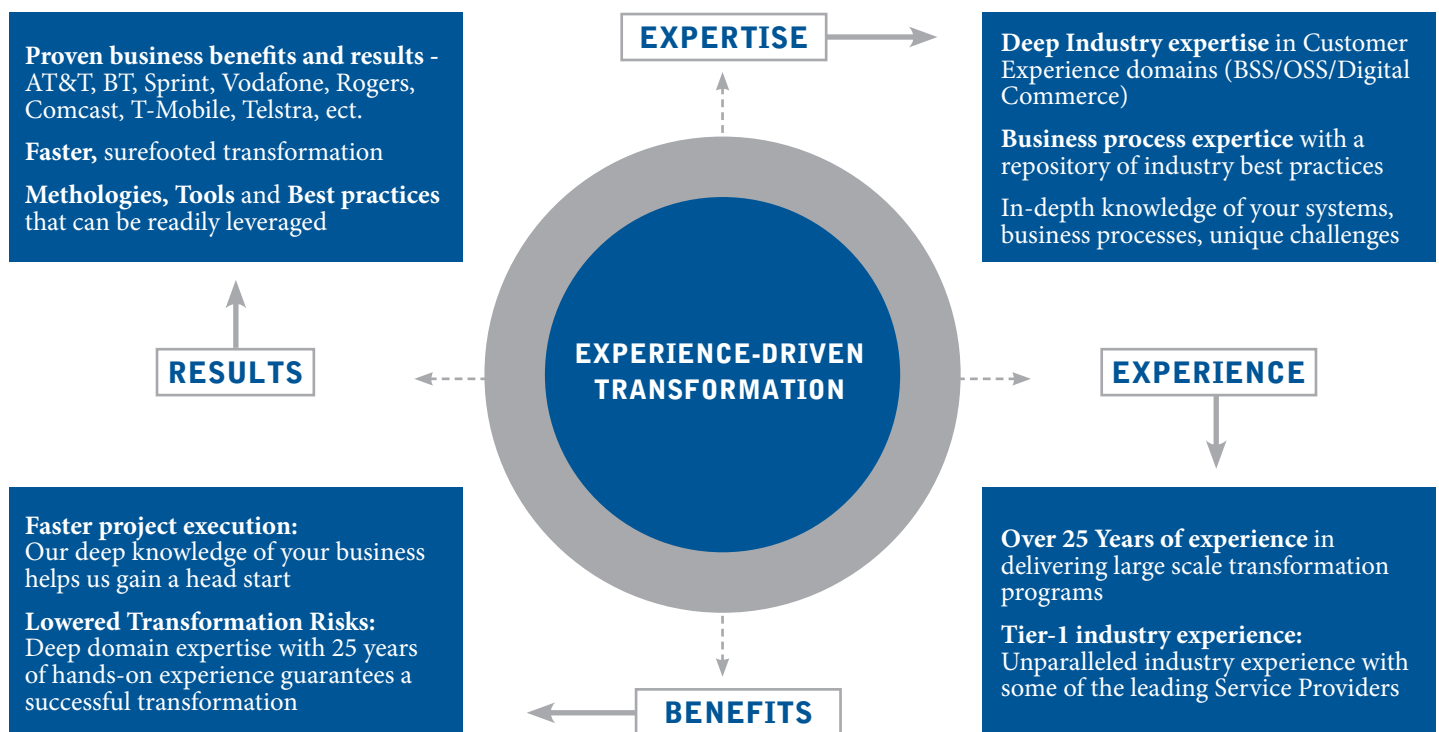 EXPERTISE
Proven business benefits and results -
AT&T, BT, Sprint, Vodafone, Rogers,
Comcast, T-Mobile, Telstra, ect.
Faster, surefooted transformation
Methologies, Tools and Best practices
that can be readily leveraged
Deep Industry expertise in Customer
Experience domains (BSS/OSS/Digital
Commerce)
Business process expertice with a
repository of industry best practices
In-depth knowledge of your systems,
business processes, unique challenges
RESULTS
EXPERIENCE-DRIVEN
TRANSFORMATION
EXPERIENCE
Faster project execution:
Our deep knowledge of your business
helps us gain a head start
Lowered Transformation Risks:
Deep domain expertise with 25 years
of hands-on experience guarantees a
successful transformation
Over 25 Years of experience in
delivering large scale transformation
programs
Tier-1 industry experience:
Unparalleled industry experience with
some of the leading Service Providers
BENEFITS